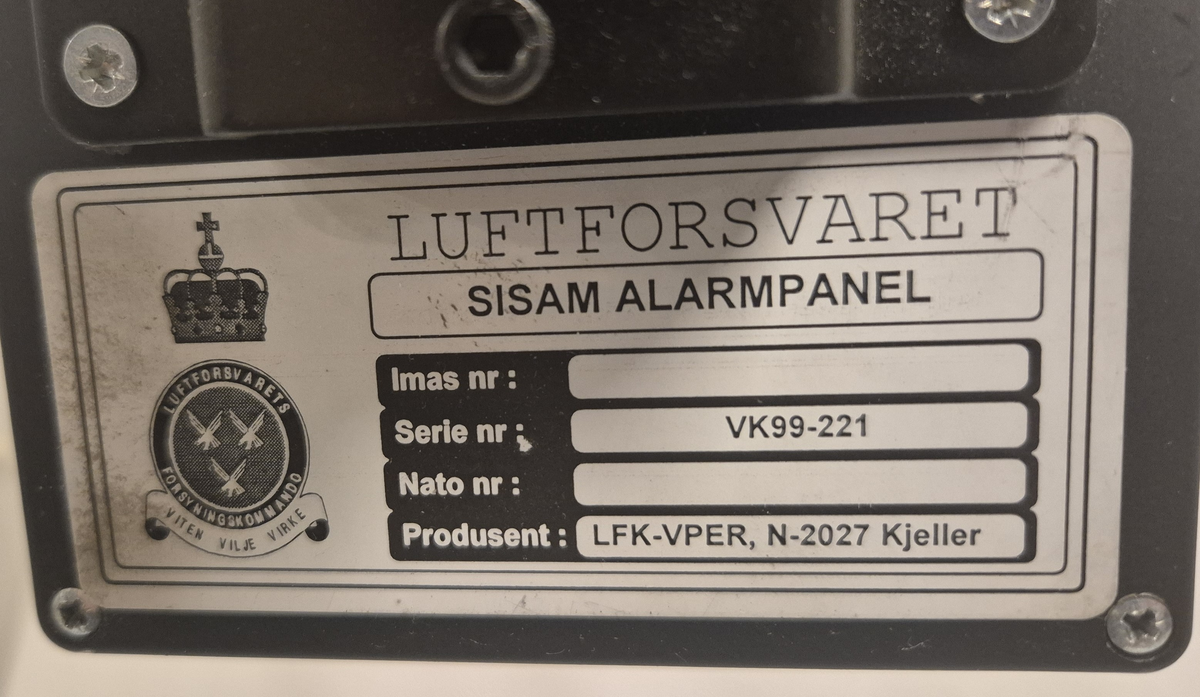 LUFTFORSVARET
SISAM ALARMPANEL
Imas nr :
Serie nr : VK99-221
Nato nr :
Produsent : LFK-VPER, N-2027 Kjeller
LUFTFORSVARETS
FORSYNINGSKOMMANDO
VITEN VILJE VIRKE